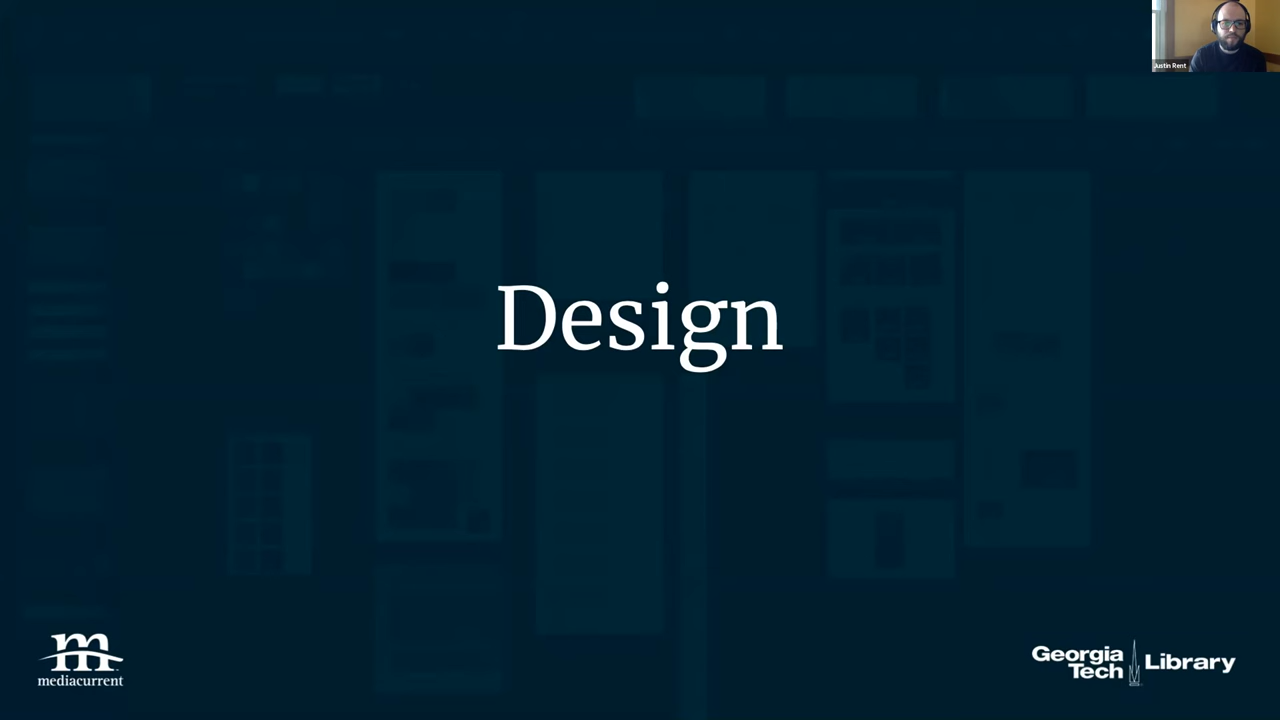 Justin Rent
Design
m
mediacurrent
Georgia
Tech
Library